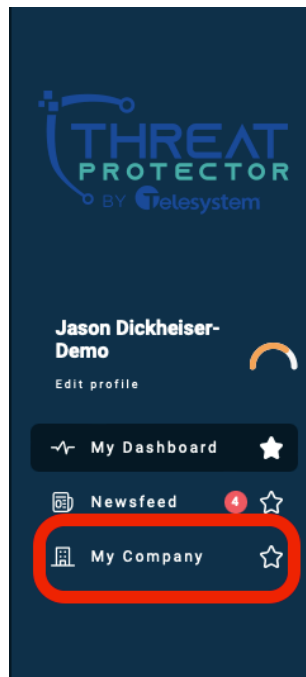 THREAT
PROTECTOR
BY Telesystem
Jason Dickheiser-
Demo
Edit profile
My Dashboard
Newsfeed 4
My Company